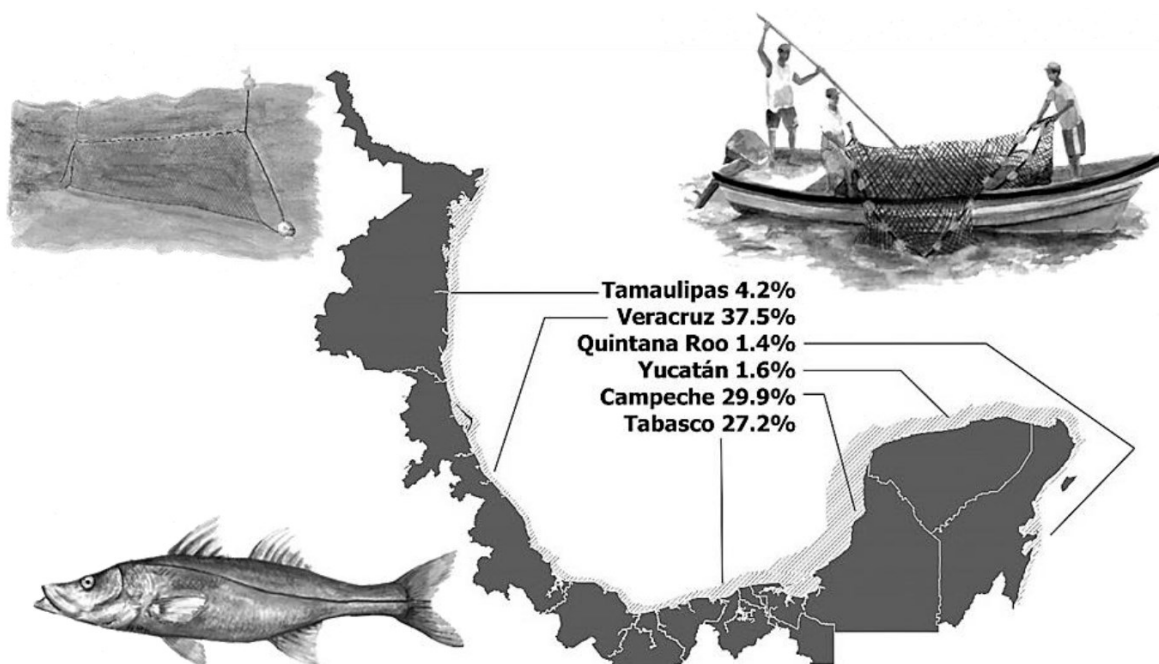 Tamaulipas 4.2%
Veracruz 37.5%
Quintana Roo 1.4%
Yucatán 1.6%
Campeche 29.9%
Tabasco 27.2%